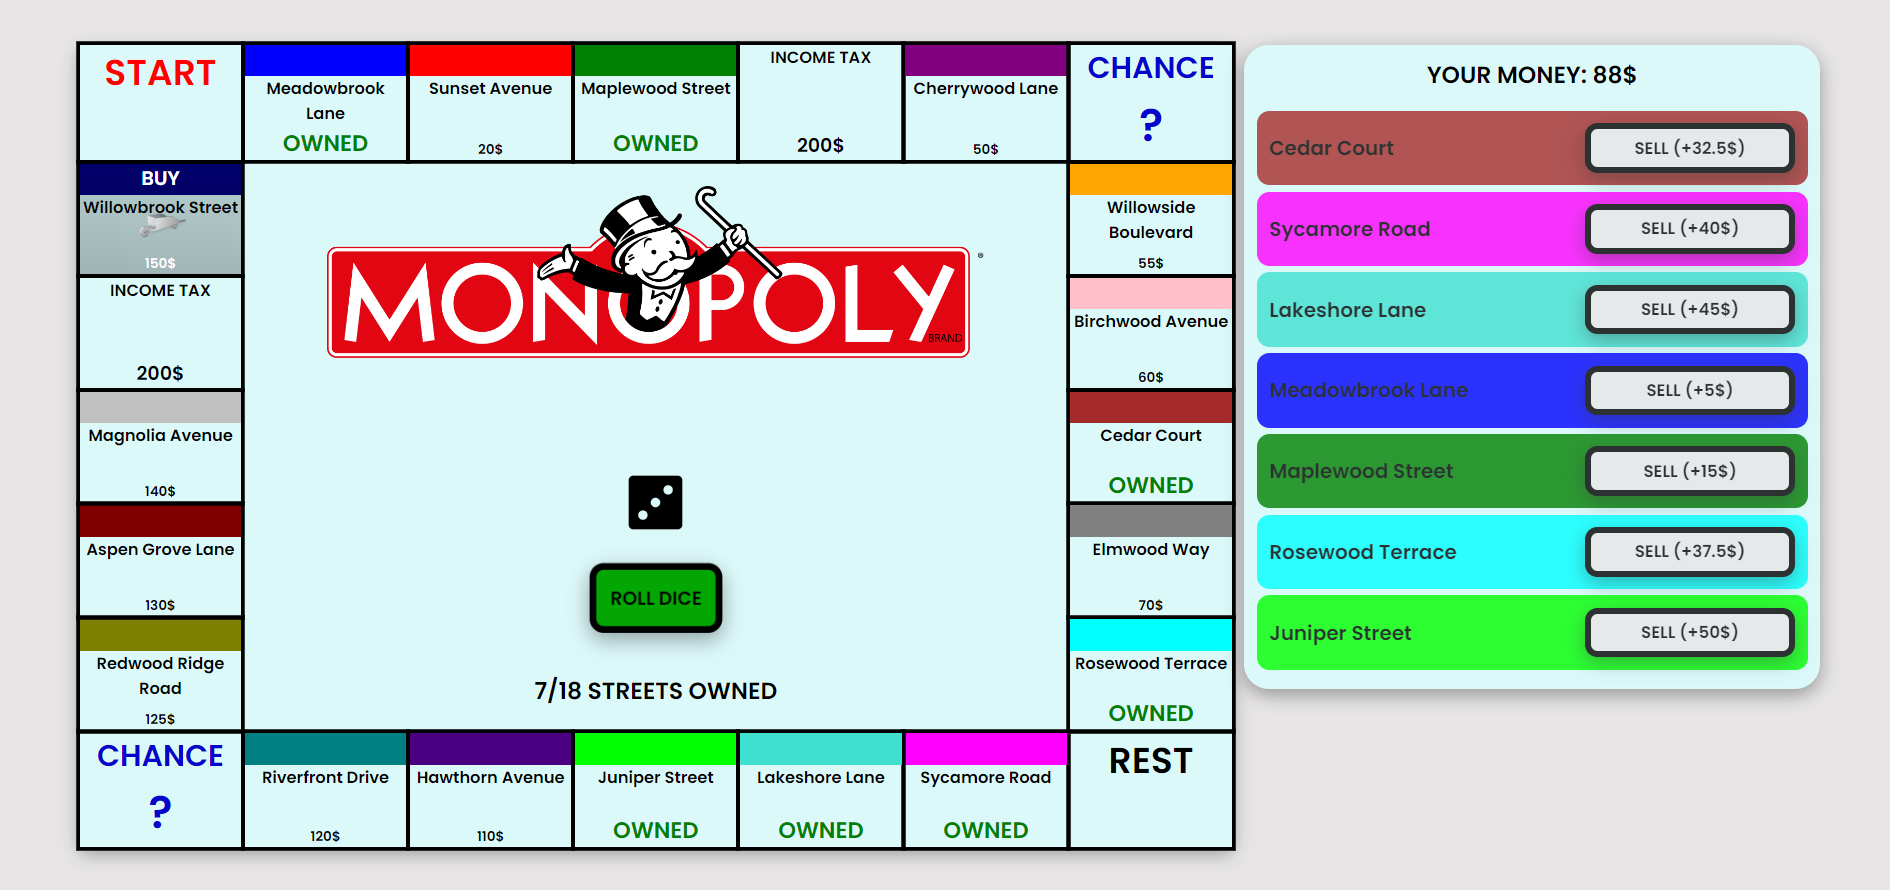 START
Meadowbrook
Lane
OWNED
Sunset Avenue
20$
Maplewood Street
OWNED
INCOME TAX
200$
Cherrywood Lane
50$
CHANCE
?
BUY
Willowbrook Street
150$
INCOME TAX
200$
Magnolia Avenue
140$
Aspen Grove Lane
130$
Redwood Ridge
Road
125$
MONOPOLY
®
BRAND
ROLL DICE
7/18 STREETS OWNED
Willowside
Boulevard
55$
Birchwood Avenue
60$
Cedar Court
OWNED
Elmwood Way
70$
Rosewood Terrace
OWNED
CHANCE
?
Riverfront Drive
120$
Hawthorn Avenue
110$
Juniper Street
OWNED
Lakeshore Lane
OWNED
Sycamore Road
OWNED
REST
YOUR MONEY: 88$
Cedar Court SELL (+32.5$)
Sycamore Road SELL (+40$)
Lakeshore Lane SELL (+45$)
Meadowbrook Lane SELL (+5$)
Maplewood Street SELL (+15$)
Rosewood Terrace SELL (+37.5$)
Juniper Street SELL (+50$)